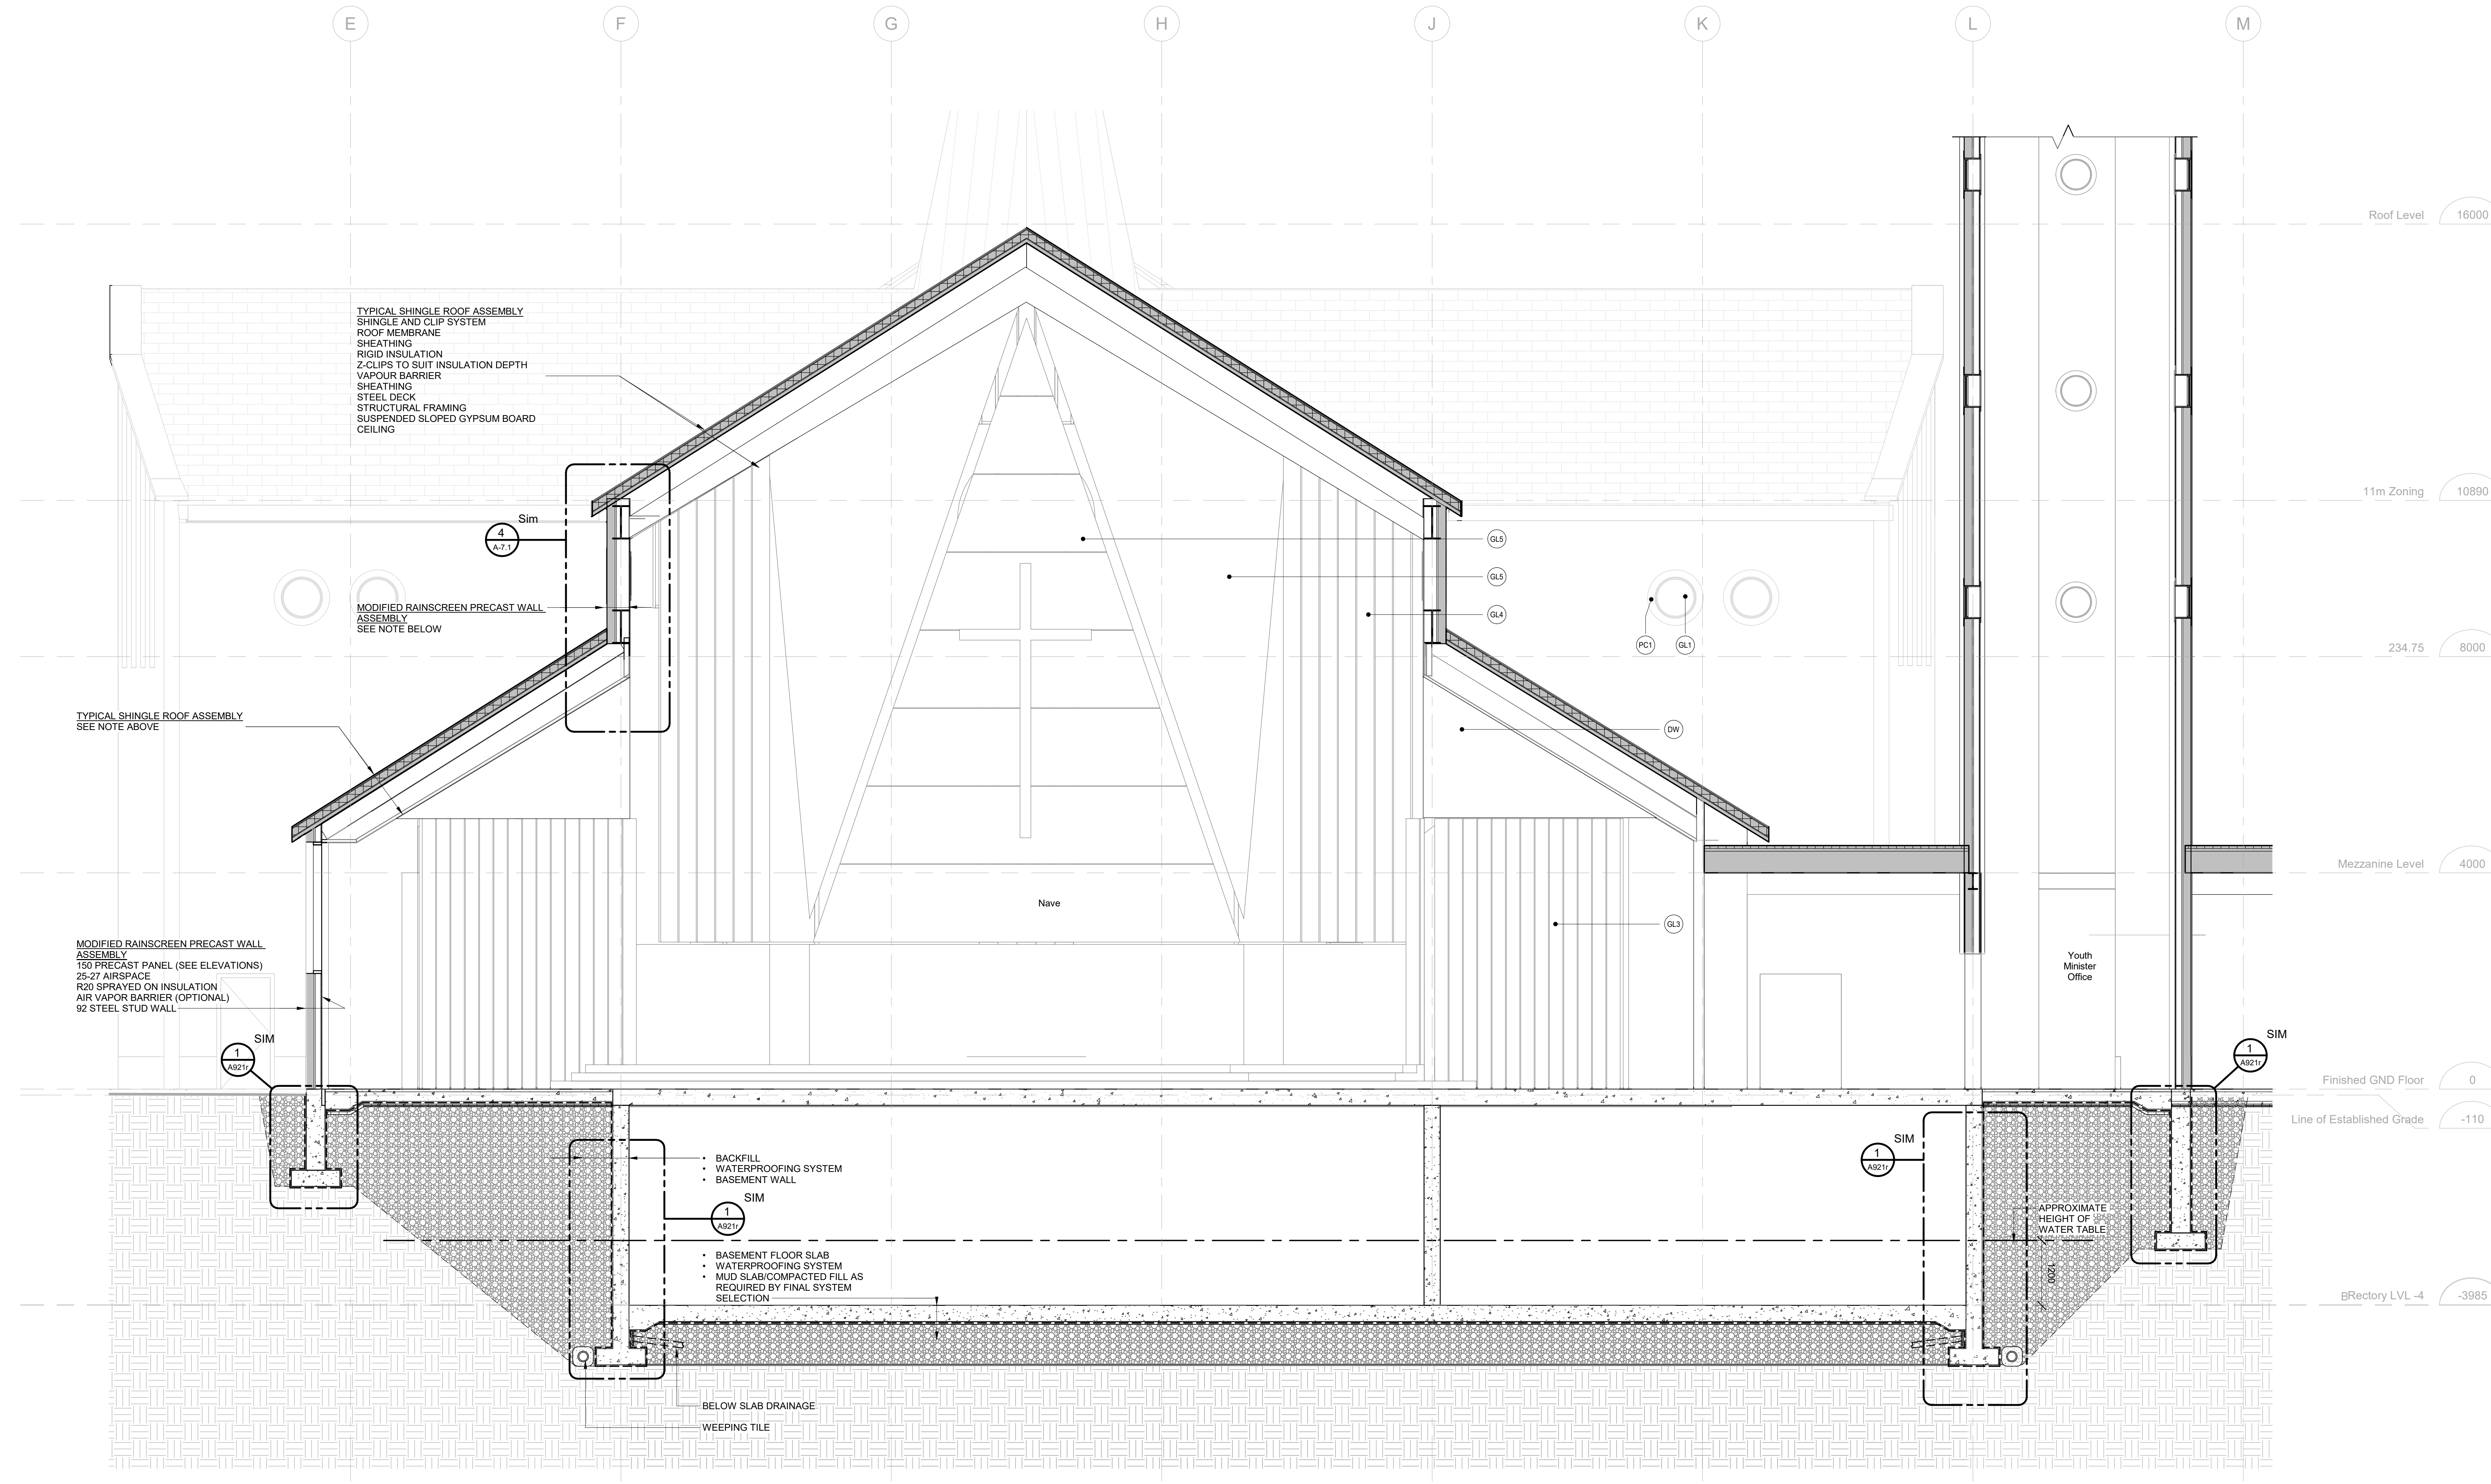 E
F
G
H
J
K
L
M
Roof Level 16000
TYPICAL SHINGLE ROOF ASSEMBLY
SHINGLE AND CLIP SYSTEM
ROOF MEMBRANE
SHEATHING
RIGID INSULATION
Z-CLIPS TO SUIT INSULATION DEPTH
VAPOUR BARRIER
SHEATHING
STEEL DECK
STRUCTURAL FRAMING
SUSPENDED SLOPED GYPSUM BOARD
CEILING
11m Zoning 10890
Sim
4
A-7.1
GL5
GL5
GL4
MODIFIED RAINSCREEN PRECAST WALL
ASSEMBLY
SEE NOTE BELOW
PC1
GL1
234.75 8000
TYPICAL SHINGLE ROOF ASSEMBLY
SEE NOTE ABOVE
DW
Mezzanine Level 4000
Nave
GL3
MODIFIED RAINSCREEN PRECAST WALL
ASSEMBLY
150 PRECAST PANEL (SEE ELEVATIONS)
25-27 AIRSPACE
R20 SPRAYED ON INSULATION
AIR VAPOR BARRIER (OPTIONAL)
92 STEEL STUD WALL
Youth
Minister
Office
SIM
1
A921r
SIM
1
A921r
Finished GND Floor 0
Line of Established Grade -110
• BACKFILL
• WATERPROOFING SYSTEM
• BASEMENT WALL
SIM
1
A921r
SIM
1
A921r
APPROXIMATE
HEIGHT OF
WATER TABLE
1200
• BASEMENT FLOOR SLAB
• WATERPROOFING SYSTEM
• MUD SLAB/COMPACTED FILL AS
REQUIRED BY FINAL SYSTEM
SELECTION
BRectory LVL -4 -3985
BELOW SLAB DRAINAGE
WEEPING TILE